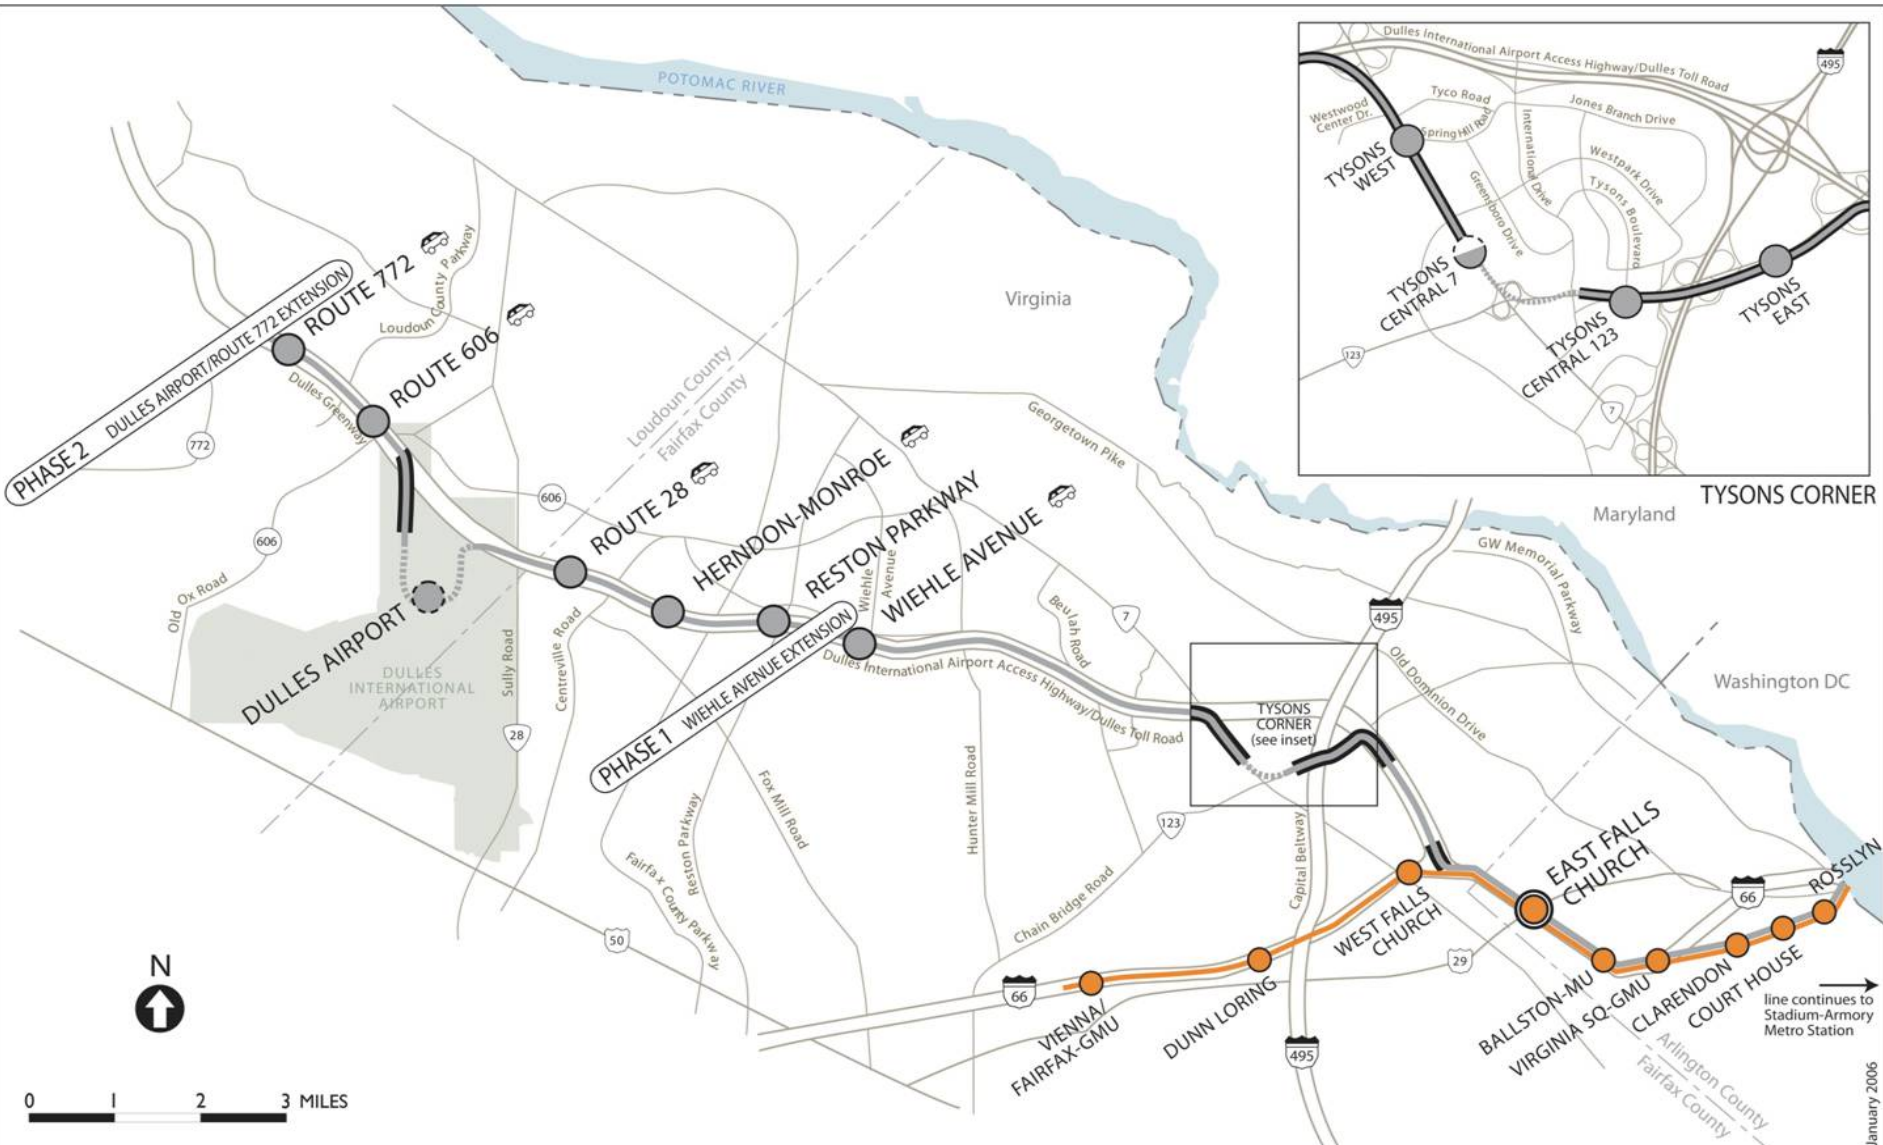 POTOMAC RIVER
Dulles International Airport Access Highway/Dulles Toll Road
495
Westwood
Center Dr.
Tyco Road
Spring Hill Road
Jones Branch Drive
International Drive
Westpark Drive
Tysons Boulevard
Greensboro Drive
TYSONS
WEST
TYSONS
CENTRAL 7
TYSONS
CENTRAL 123
TYSONS
EAST
123
7
TYSONS CORNER
Virginia
Maryland
Washington DC
PHASE 2 DULLES AIRPORT/ROUTE 772 EXTENSION
ROUTE 772
Loudoun County Parkway
ROUTE 606
Dulles Greenway
772
606
Old Ox Road
Loudoun County
Fairfax County
606
ROUTE 28
HERNDON-MONROE
RESTON PARKWAY
Wiehle
Avenue
WIEHLE AVENUE
Georgetown Pike
GW Memorial Parkway
DULLES AIRPORT
DULLES
INTERNATIONAL
AIRPORT
Sully Road
28
Centreville Road
PHASE 1 WIEHLE AVENUE EXTENSION
Dulles International Airport Access Highway/Dulles Toll Road
Beulah Road
7
495
Old Dominion Drive
TYSONS
CORNER
(see inset)
Fox Mill Road
Reston Parkway
Fairfax County Parkway
Hunter Mill Road
123
Chain Bridge Road
Capital Beltway
50
66
29
66
495
VIENNA/
FAIRFAX-GMU
DUNN LORING
WEST FALLS
CHURCH
EAST FALLS
CHURCH
BALLSTON-MU
VIRGINIA SQ-GMU
CLARENDON
COURT HOUSE
ROSSLYN
line continues to
Stadium-Armory
Metro Station
Arlington County
Fairfax County
N
0 1 2 3 MILES
January 2006